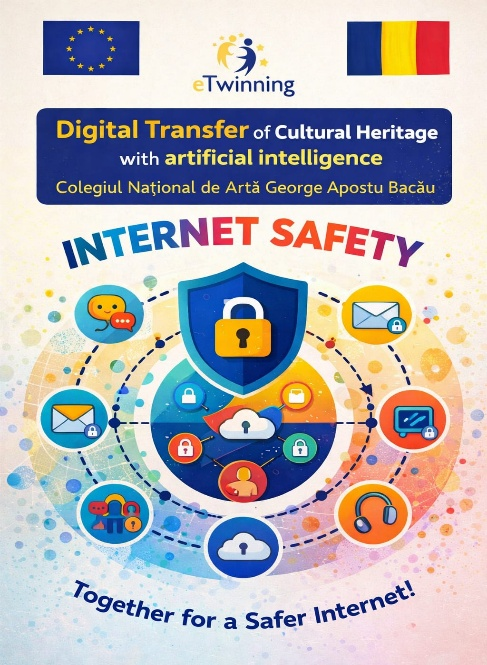 eTwinning
Digital Transfer of Cultural Heritage
with artificial intelligence
Colegiul Național de Artă George Apostu Bacău
INTERNET SAFETY
Together for a Safer Internet!